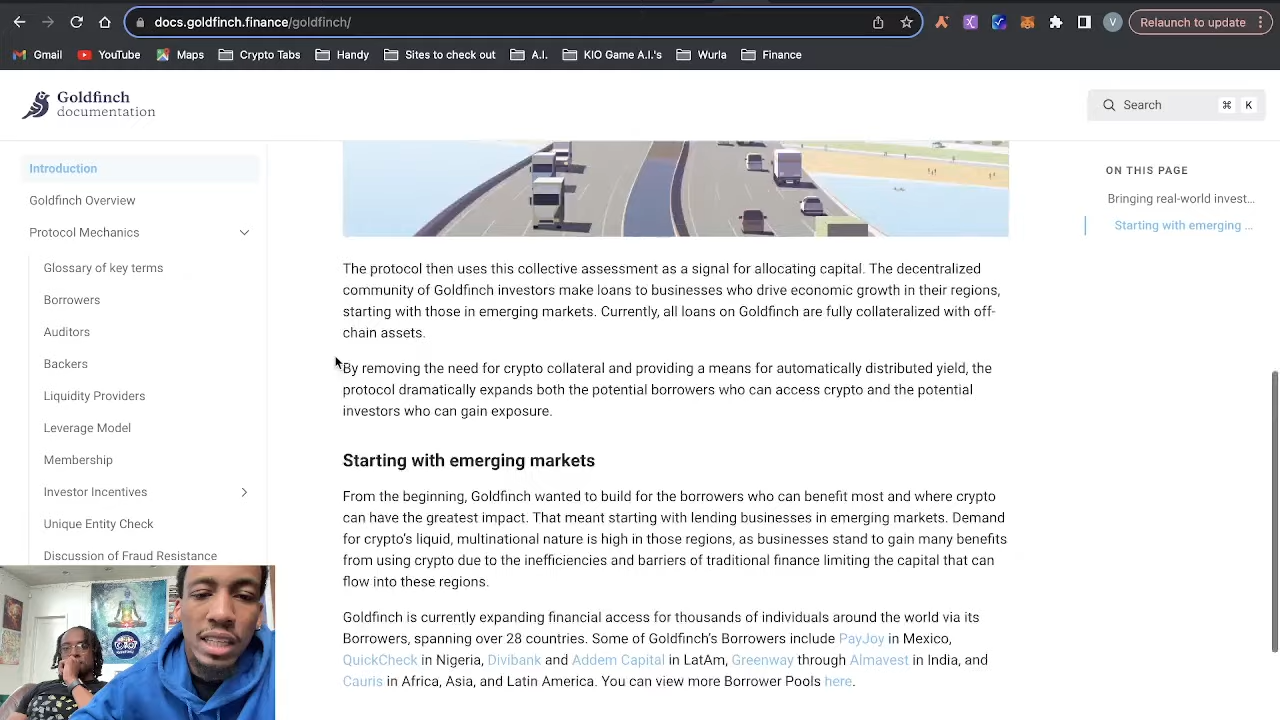 docs.goldfinch.finance/goldfinch/
V
Relaunch to update
Gmail
YouTube
Maps
Crypto Tabs
Handy
Sites to check out
A.I.
KIO Game A.I.'s
Wurla
Finance
Goldfinch
documentation
Search
⌘ K
Introduction
Goldfinch Overview
Protocol Mechanics
Glossary of key terms
Borrowers
Auditors
Backers
Liquidity Providers
Leverage Model
Membership
Investor Incentives
Unique Entity Check
Discussion of Fraud Resistance
The protocol then uses this collective assessment as a signal for allocating capital. The decentralized
community of Goldfinch investors make loans to businesses who drive economic growth in their regions,
starting with those in emerging markets. Currently, all loans on Goldfinch are fully collateralized with off-
chain assets.
By removing the need for crypto collateral and providing a means for automatically distributed yield, the
protocol dramatically expands both the potential borrowers who can access crypto and the potential
investors who can gain exposure.
Starting with emerging markets
From the beginning, Goldfinch wanted to build for the borrowers who can benefit most and where crypto
can have the greatest impact. That meant starting with lending businesses in emerging markets. Demand
for crypto's liquid, multinational nature is high in those regions, as businesses stand to gain many benefits
from using crypto due to the inefficiencies and barriers of traditional finance limiting the capital that can
flow into these regions.
Goldfinch is currently expanding financial access for thousands of individuals around the world via its
Borrowers, spanning over 28 countries. Some of Goldfinch's Borrowers include PayJoy in Mexico,
QuickCheck in Nigeria, Divibank and Addem Capital in LatAm, Greenway through Almavest in India, and
Cauris in Africa, Asia, and Latin America. You can view more Borrower Pools here.
ON THIS PAGE
Bringing real-world invest...
Starting with emerging ...